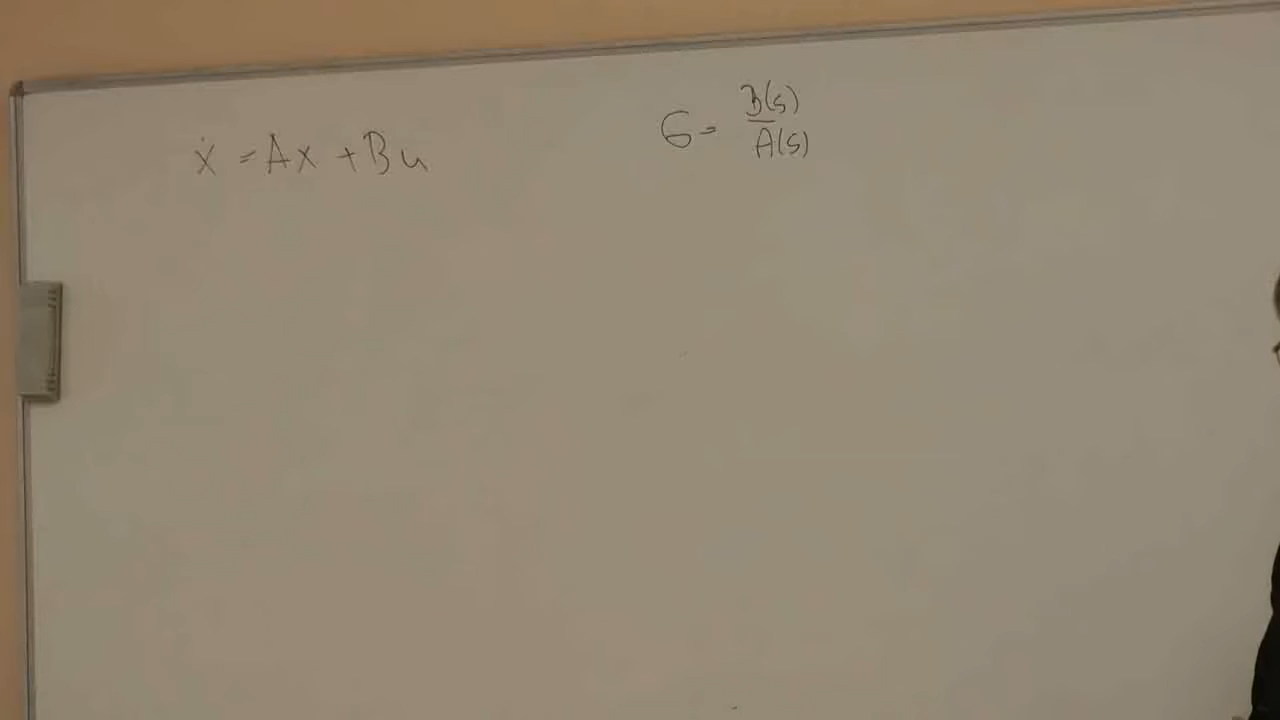 ẋ = Ax + Bu
G = B(s)/A(s)